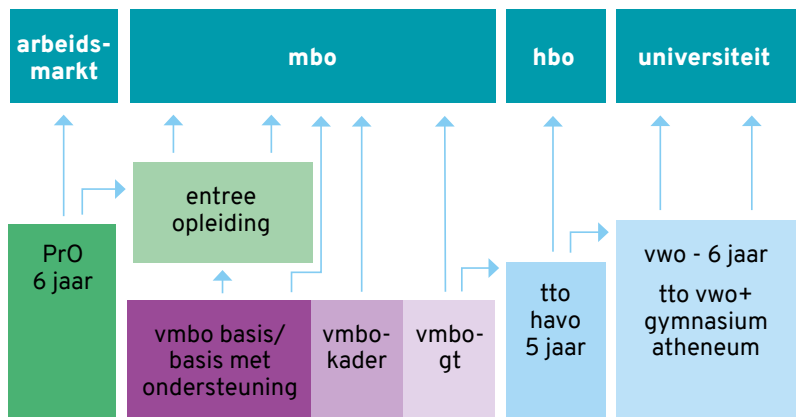 arbeids-
markt
mbo
hbo
universiteit
entree
opleiding
PrO
6 jaar
vmbo basis/
basis met
ondersteuning
vmbo-
kader
vmbo-
gt
tto
havo
5 jaar
vwo - 6 jaar
tto vwo+
gymnasium
atheneum